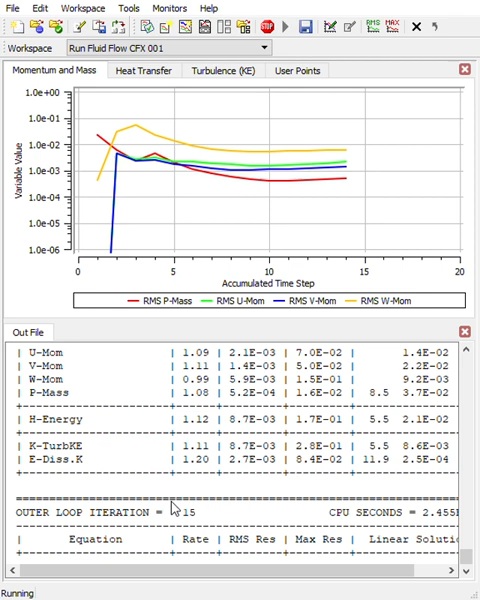 File Edit Workspace Tools Monitors Help
STOP RMS MAX
Workspace Run Fluid Flow CFX 001
Momentum and Mass Heat Transfer Turbulence (KE) User Points
1.0e+00
1.0e-01
1.0e-02
1.0e-03
1.0e-04
1.0e-05
1.0e-06
Variable Value
0 5 10 15 20
Accumulated Time Step
RMS P-Mass RMS U-Mom RMS V-Mom RMS W-Mom
Out File
| U-Mom | 1.09 | 2.1E-03 | 7.0E-02 | 1.4E-02
| V-Mom | 1.11 | 1.4E-03 | 5.0E-02 | 2.2E-02
| W-Mom | 0.99 | 5.9E-03 | 1.5E-01 | 9.2E-03
| P-Mass | 1.08 | 5.2E-04 | 1.6E-02 | 8.5 3.7E-02
| H-Energy | 1.12 | 8.7E-03 | 1.7E-01 | 5.5 2.1E-02
| K-TurbKE | 1.11 | 8.7E-03 | 2.8E-01 | 5.5 8.6E-03
| E-Diss.K | 1.20 | 2.7E-03 | 8.4E-02 | 11.9 2.5E-04
OUTER LOOP ITERATION = 15 CPU SECONDS = 2.455
| Equation | Rate | RMS Res | Max Res | Linear Soluti
Running